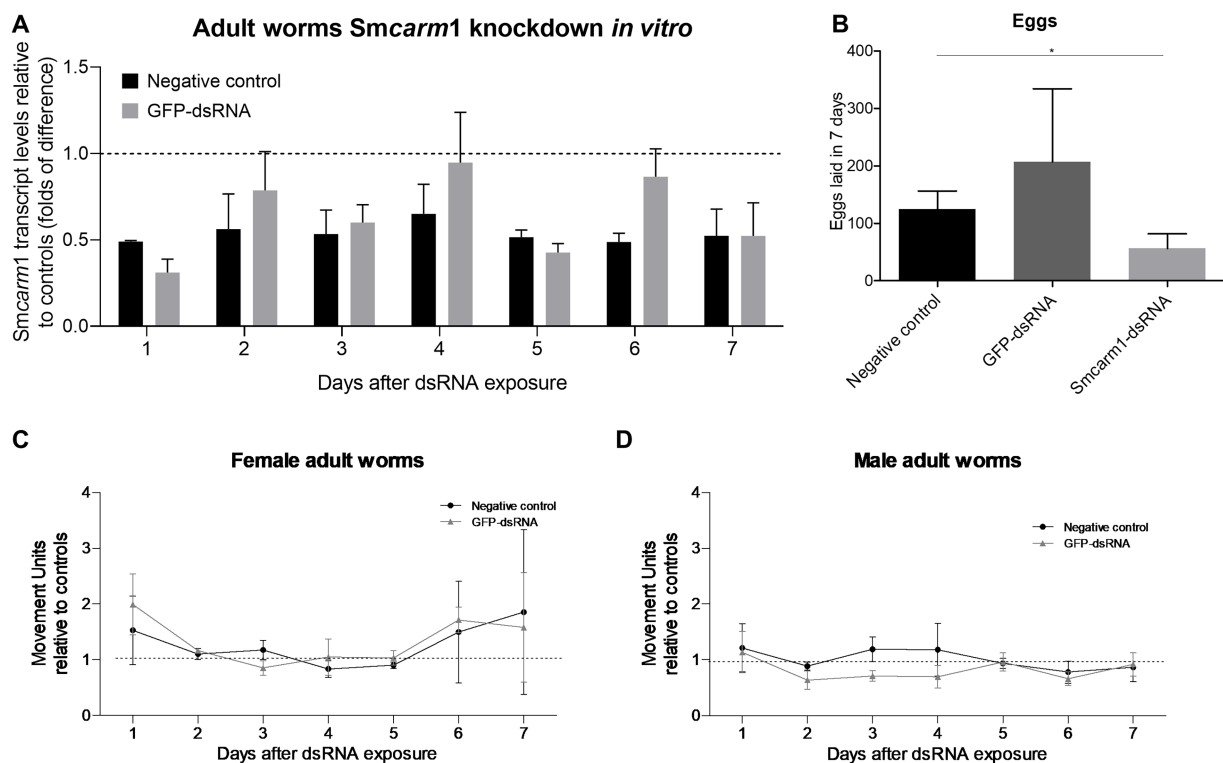 A
Adult worms Smcarm1 knockdown in vitro
Smcarm1 transcript levels relative
to controls (folds of difference)
1.5
1.0
0.5
0.0
Negative control
GFP-dsRNA
1 2 3 4 5 6 7
Days after dsRNA exposure
B
Eggs
*
Eggs laid in 7 days
400
300
200
100
0
Negative control
GFP-dsRNA
Smcarm1-dsRNA
C
Female adult worms
Movement Units
relative to controls
4
3
2
1
0
Negative control
GFP-dsRNA
1 2 3 4 5 6 7
Days after dsRNA exposure
D
Male adult worms
Movement Units
relative to controls
4
3
2
1
0
Negative control
GFP-dsRNA
1 2 3 4 5 6 7
Days after dsRNA exposure